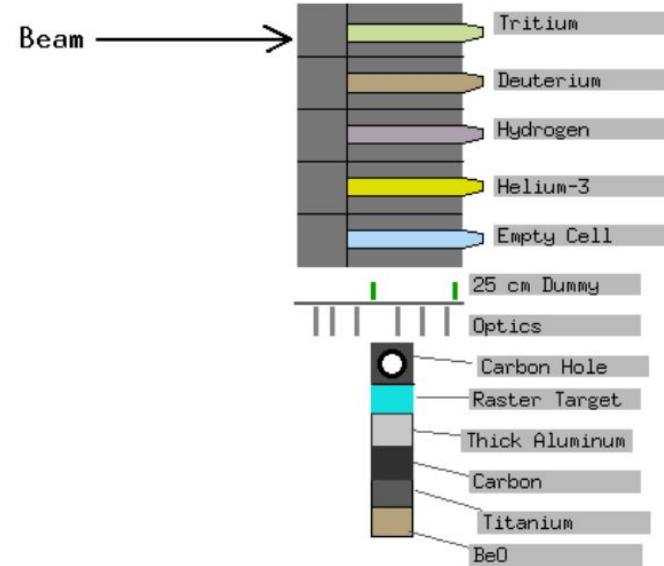 Beam
Tritium
Deuterium
Hydrogen
Helium-3
Empty Cell
25 cm Dummy
Optics
Carbon Hole
Raster Target
Thick Aluminum
Carbon
Titanium
BeO